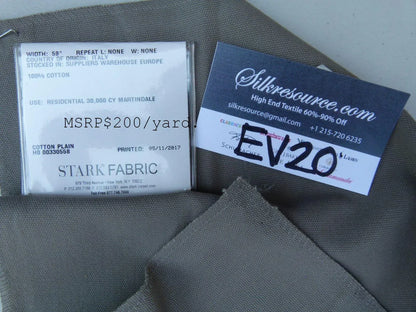 WIDTH: 58" REPEAT L: NONE W: NONE
COUNTRY OF ORIGIN: ITALY
STOCKED IN: SUPPLIERS WAREHOUSE EUROPE
100% COTTON
USE: RESIDENTIAL 30,000 CY MARTINDALE
MSRP$200/yard.
COTTON PLAIN PRINTED: 09/11/2017
STARK FABRIC
Silkresource.com
High End Textile 60%-90% Off
silkresource@gmail.com
+1 215-720 6235
EV20